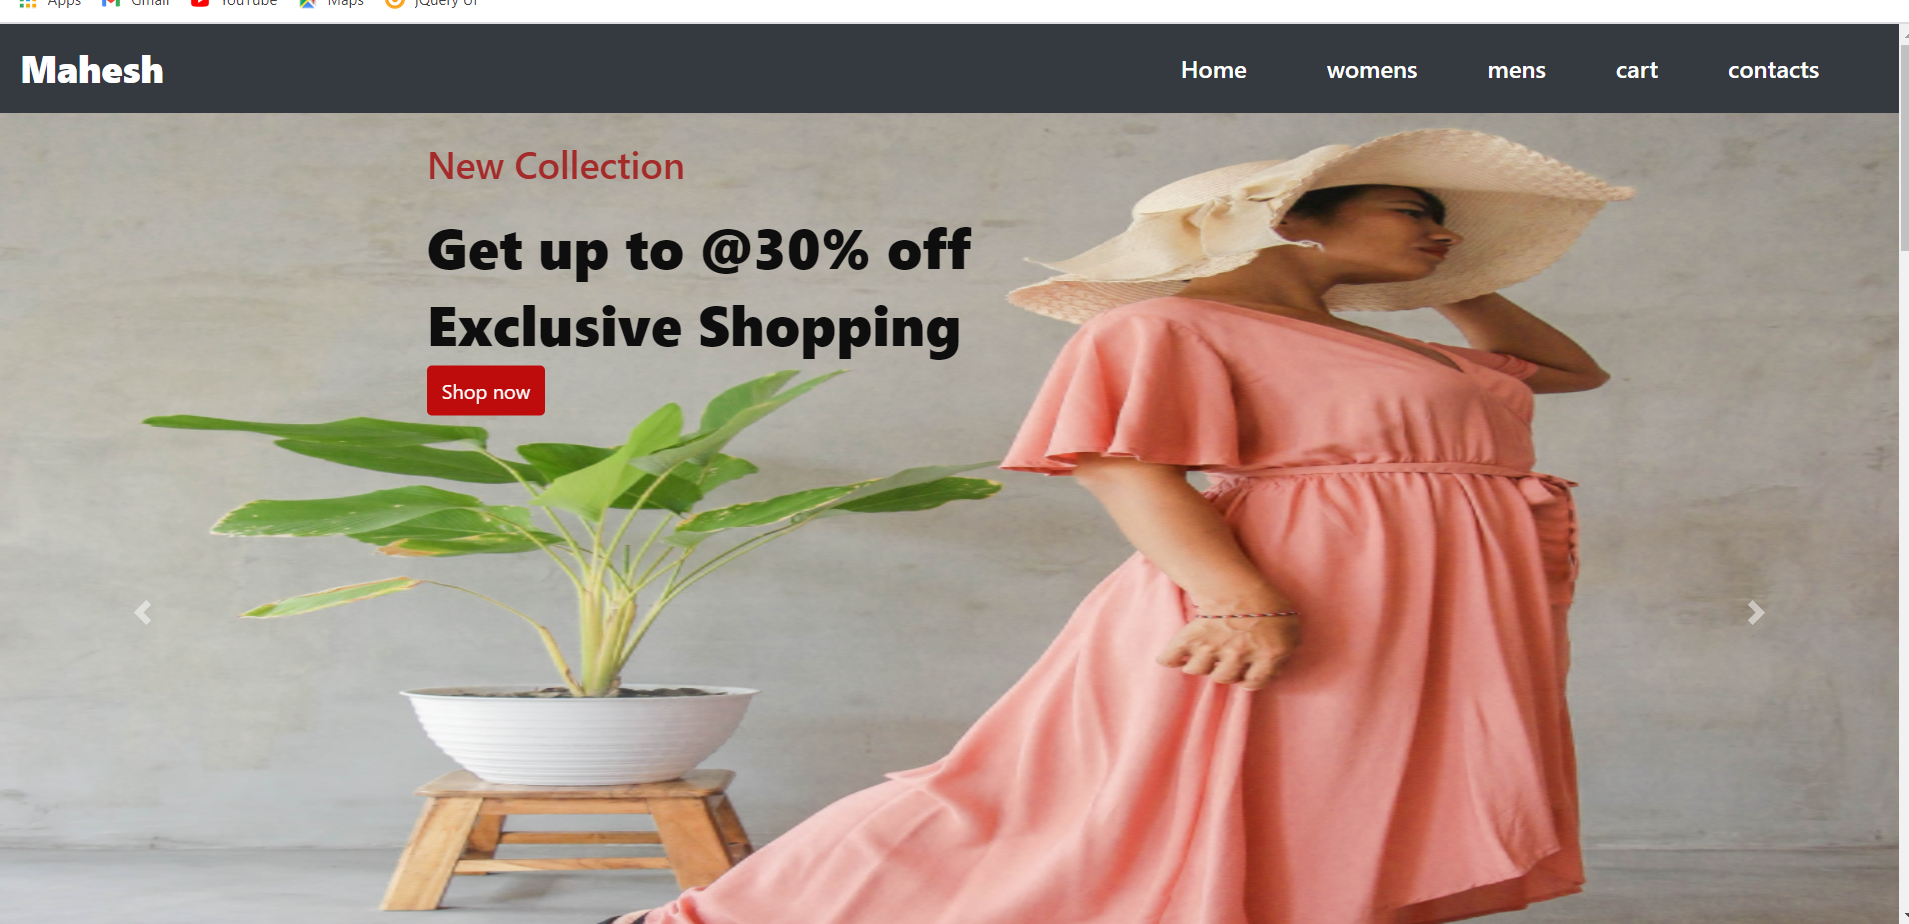 Apps Gmail YouTube Maps jQuery UI
Mahesh Home womens mens cart contacts
New Collection
Get up to @30% off
Exclusive Shopping
Shop now